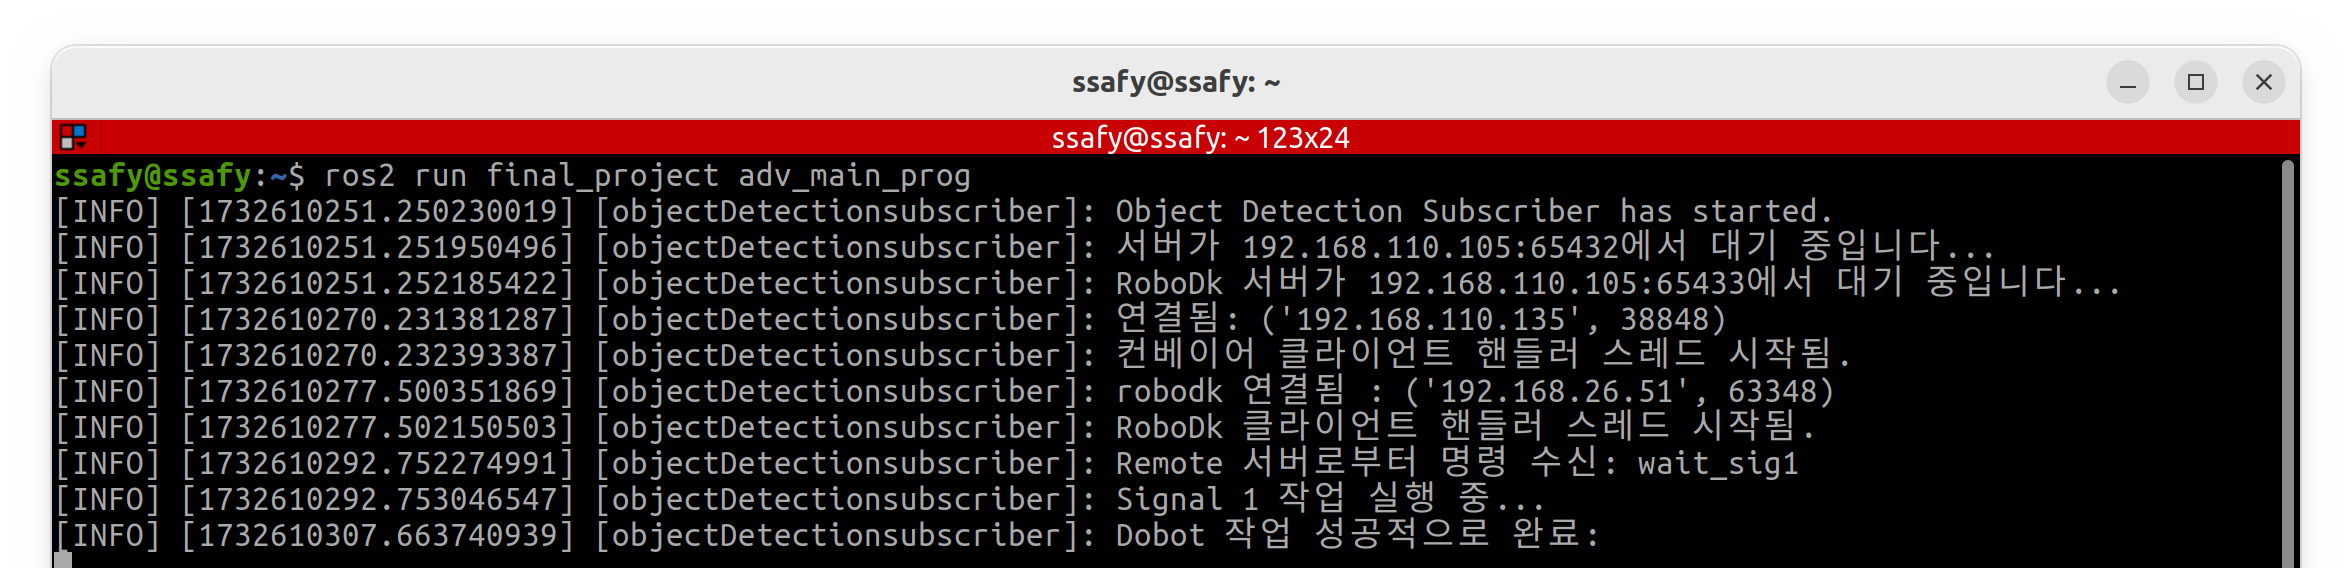 ssafy@ssafy: ~
ssafy@ssafy: ~ 123x24
ssafy@ssafy:~$ ros2 run final_project adv_main_prog
[INFO] [1732610251.250230019] [objectDetectionsubscriber]: Object Detection Subscriber has started.
[INFO] [1732610251.251950496] [objectDetectionsubscriber]: 서버가 192.168.110.105:65432에서 대기 중입니다...
[INFO] [1732610251.252185422] [objectDetectionsubscriber]: RoboDk 서버가 192.168.110.105:65433에서 대기 중입니다...
[INFO] [1732610270.231381287] [objectDetectionsubscriber]: 연결됨: ('192.168.110.135', 38848)
[INFO] [1732610270.232393387] [objectDetectionsubscriber]: 컨베이어 클라이언트 핸들러 스레드 시작됨.
[INFO] [1732610277.500351869] [objectDetectionsubscriber]: robodk 연결됨 : ('192.168.26.51', 63348)
[INFO] [1732610277.502150503] [objectDetectionsubscriber]: RoboDk 클라이언트 핸들러 스레드 시작됨.
[INFO] [1732610292.752274991] [objectDetectionsubscriber]: Remote 서버로부터 명령 수신: wait_sig1
[INFO] [1732610292.753046547] [objectDetectionsubscriber]: Signal 1 작업 실행 중...
[INFO] [1732610307.663740939] [objectDetectionsubscriber]: Dobot 작업 성공적으로 완료: